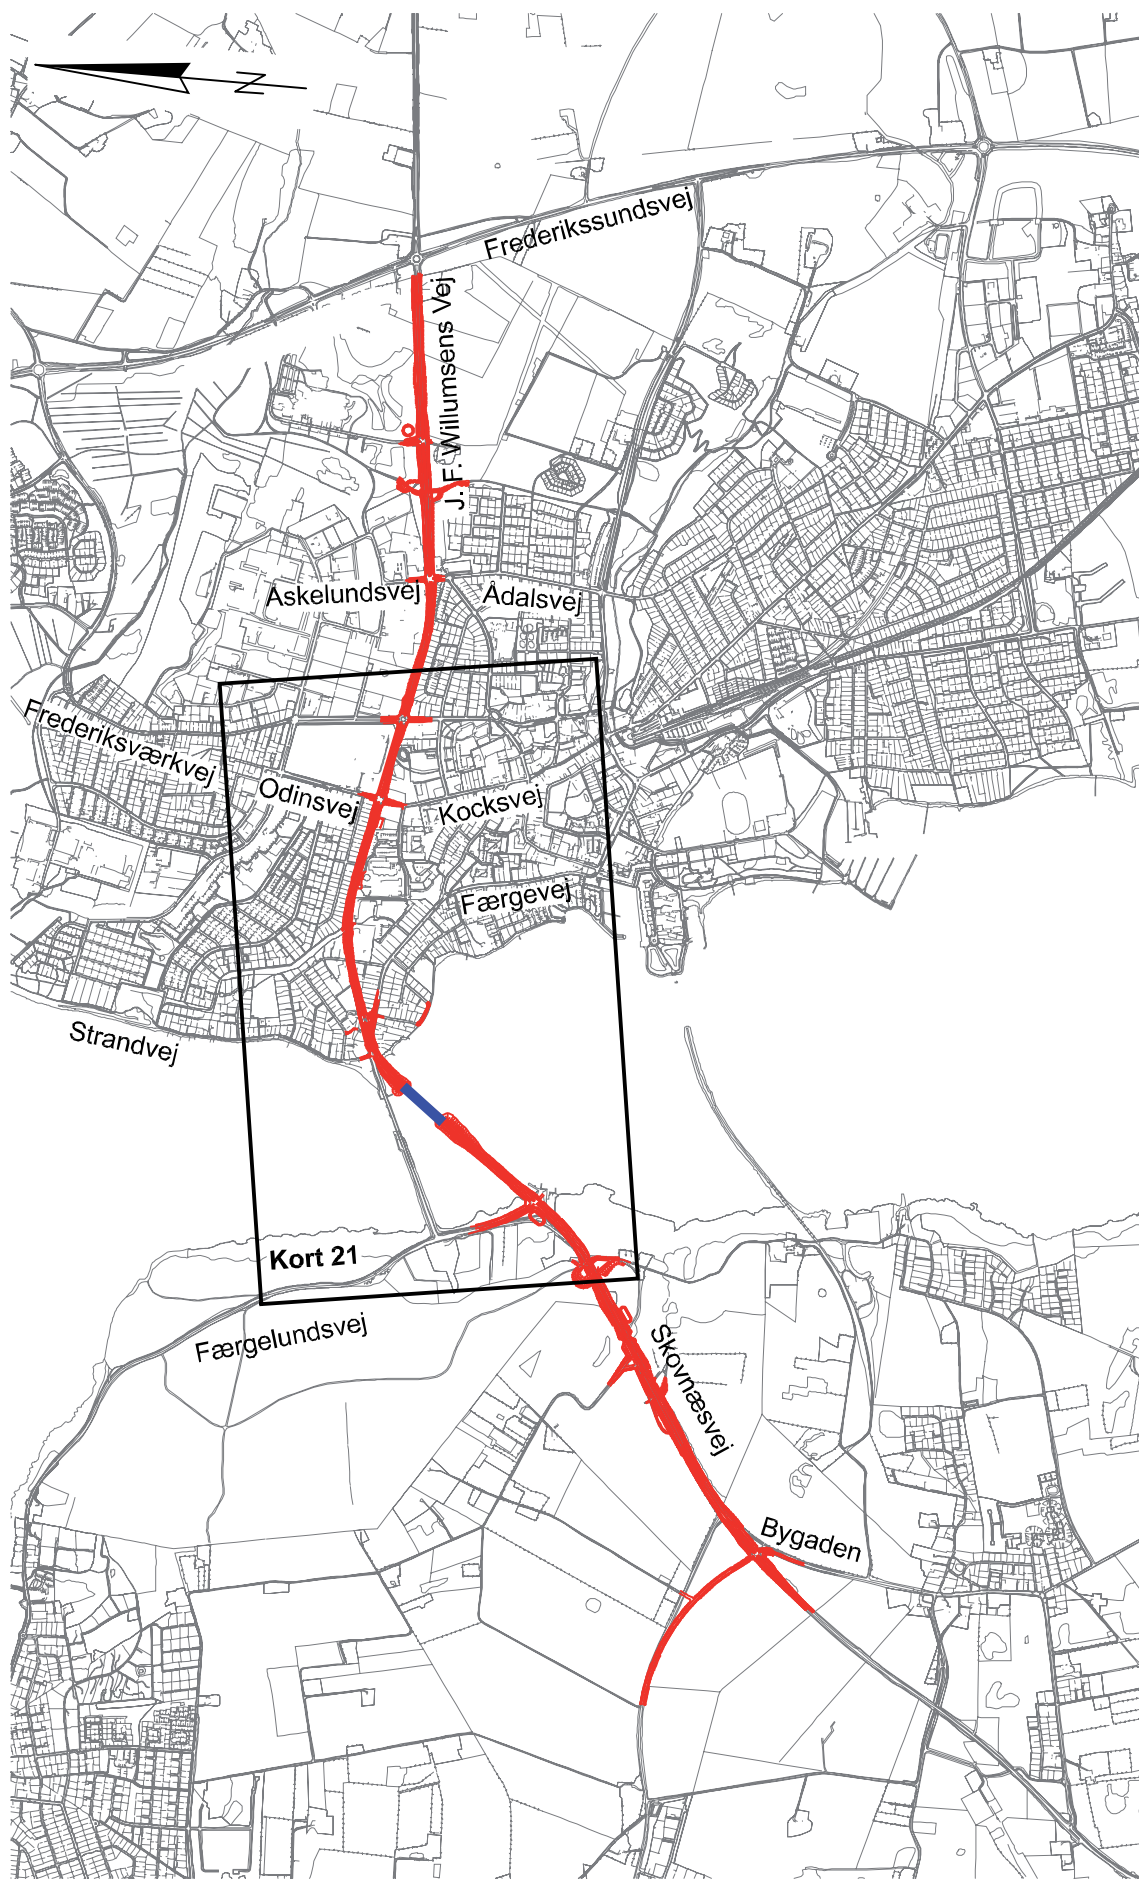 N
Frederikssundsvej
J. F. Willumsens Vej
Askelundsvej
Ådalsvej
Frederiksværkvej
Odinsvej
Kocksvej
Færgevej
Strandvej
Kort 21
Færgelundsvej
Skovnæsvej
Bygaden